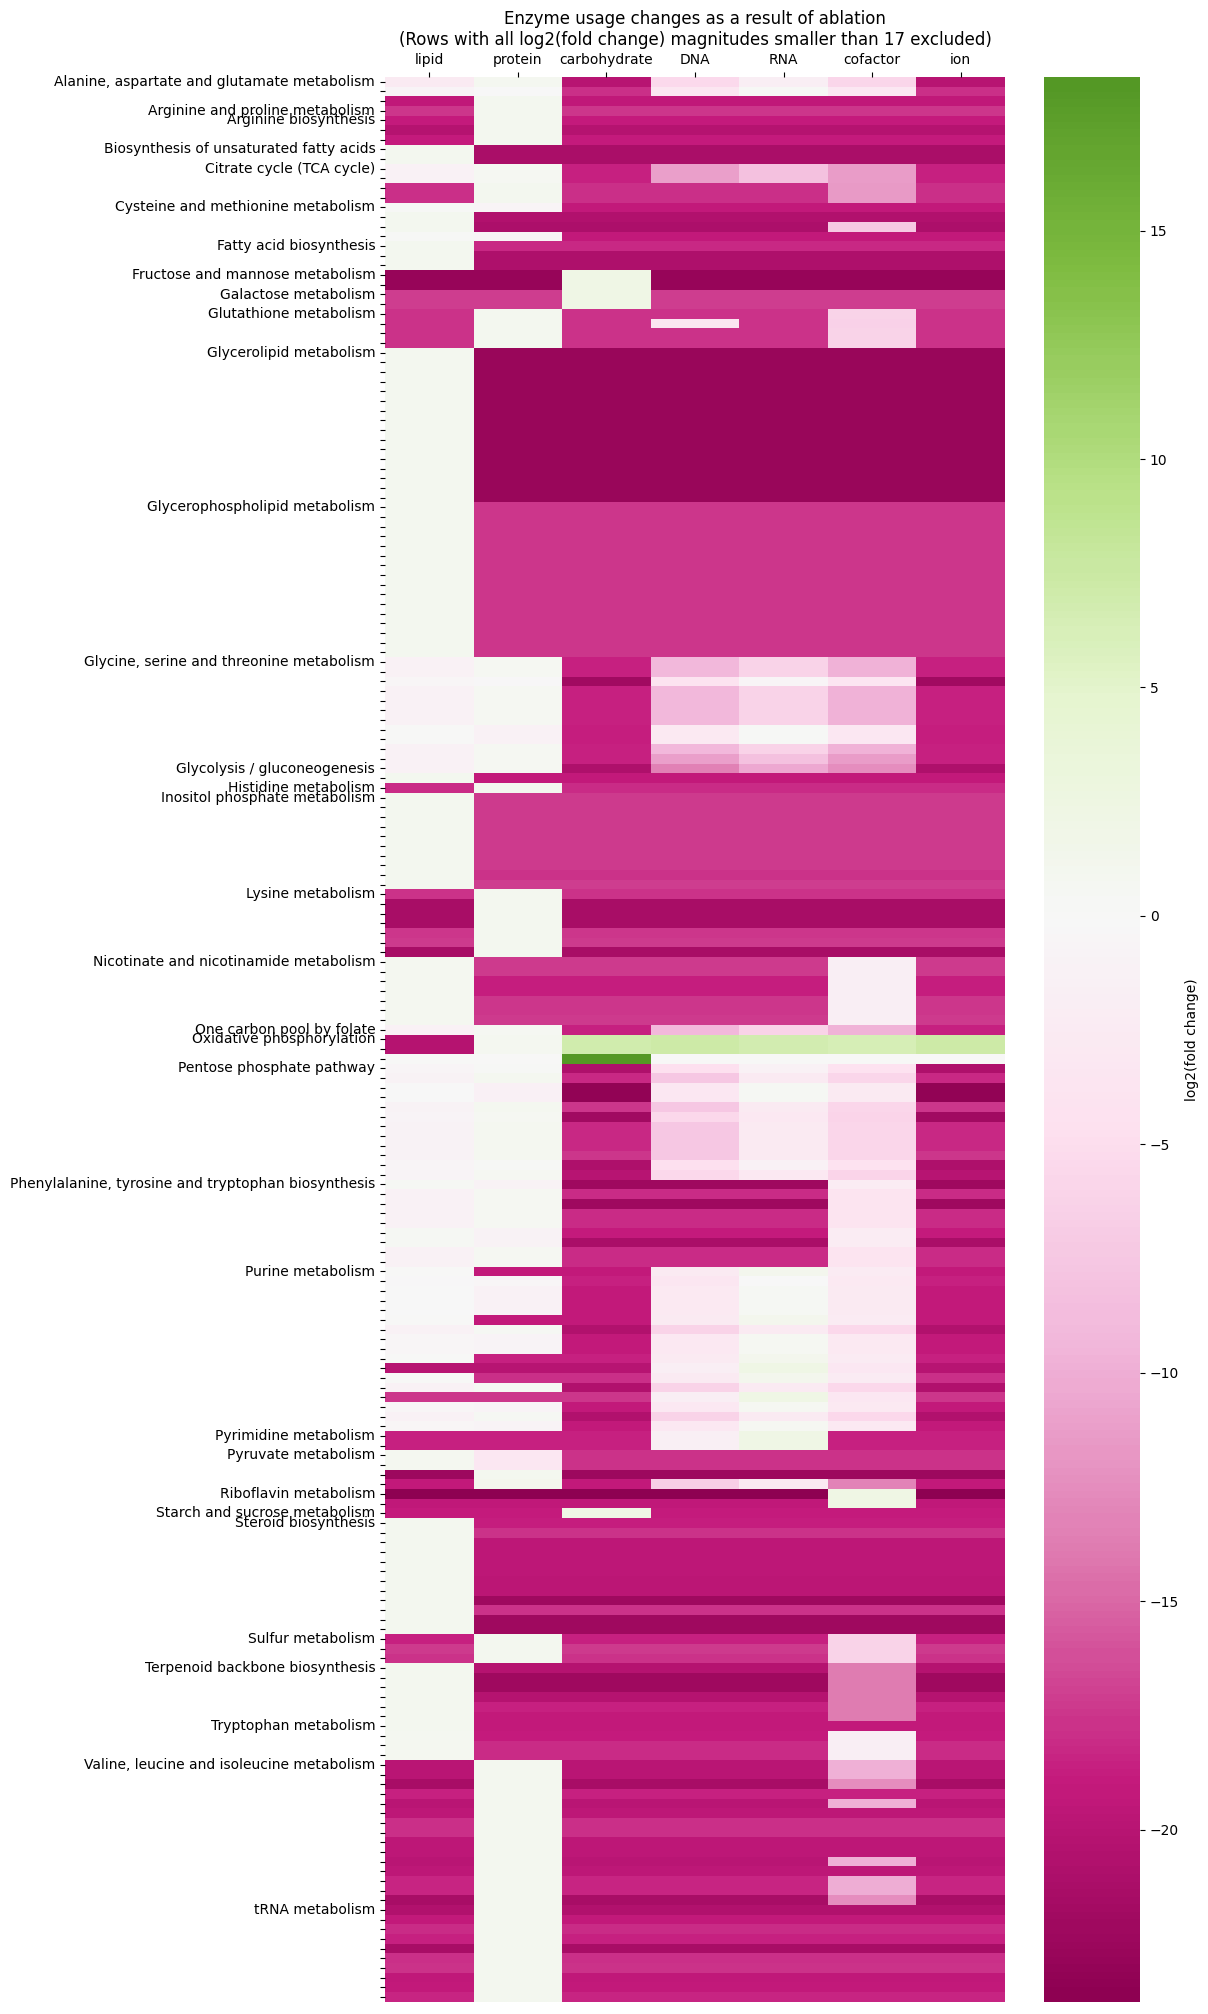 Enzyme usage changes as a result of ablation
(Rows with all log2(fold change) magnitudes smaller than 17 excluded)
lipid protein carbohydrate DNA RNA cofactor ion
Alanine, aspartate and glutamate metabolism
Arginine and proline metabolism
Arginine biosynthesis
Biosynthesis of unsaturated fatty acids
Citrate cycle (TCA cycle)
Cysteine and methionine metabolism
Fatty acid biosynthesis
Fructose and mannose metabolism
Galactose metabolism
Glutathione metabolism
Glycerolipid metabolism
Glycerophospholipid metabolism
Glycine, serine and threonine metabolism
Glycolysis / gluconeogenesis
Histidine metabolism
Inositol phosphate metabolism
Lysine metabolism
Nicotinate and nicotinamide metabolism
One carbon pool by folate
Oxidative phosphorylation
Pentose phosphate pathway
Phenylalanine, tyrosine and tryptophan biosynthesis
Purine metabolism
Pyrimidine metabolism
Pyruvate metabolism
Riboflavin metabolism
Starch and sucrose metabolism
Steroid biosynthesis
Sulfur metabolism
Terpenoid backbone biosynthesis
Tryptophan metabolism
Valine, leucine and isoleucine metabolism
tRNA metabolism
15
10
5
0
−5
−10
−15
−20
log2(fold change)